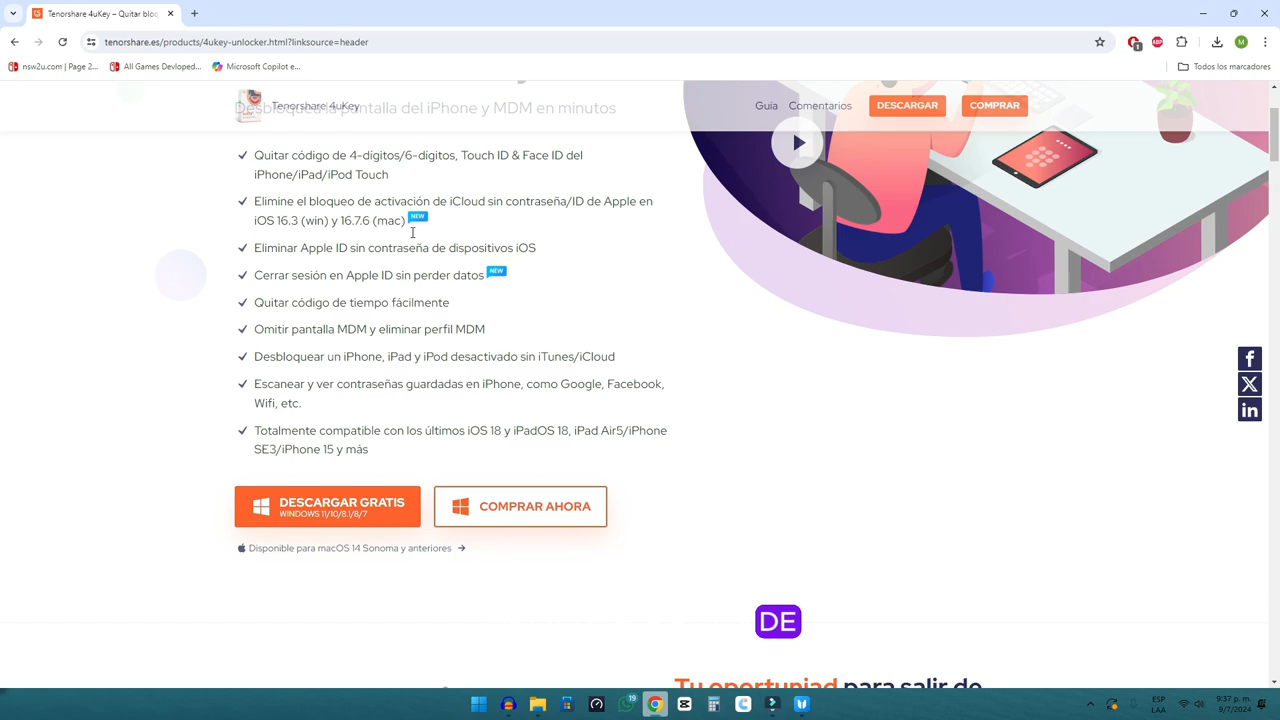 Tenorshare 4uKey – Quitar bloq
tenorshare.es/products/4ukey-unlocker.html?linksource=header
1
M
nsw2u.com | Page 2...
All Games Devloped...
Microsoft Copilot e...
Todos los marcadores
Tenorshare 4uKey
Desbloquea la pantalla del iPhone y MDM en minutos
Guía
Comentarios
DESCARGAR
COMPRAR
Quitar código de 4-dígitos/6-dígitos, Touch ID & Face ID del
iPhone/iPad/iPod Touch
Elimine el bloqueo de activación de iCloud sin contraseña/ID de Apple en
iOS 16.3 (win) y 16.7.6 (mac) NEW
Eliminar Apple ID sin contraseña de dispositivos iOS
Cerrar sesión en Apple ID sin perder datos NEW
Quitar código de tiempo fácilmente
Omitir pantalla MDM y eliminar perfil MDM
Desbloquear un iPhone, iPad y iPod desactivado sin iTunes/iCloud
Escanear y ver contraseñas guardadas en iPhone, como Google, Facebook,
Wifi, etc.
Totalmente compatible con los últimos iOS 18 y iPadOS 18, iPad Air5/iPhone
SE3/iPhone 15 y más
DESCARGAR GRATIS
WINDOWS 11/10/8.1/8/7
COMPRAR AHORA
Disponible para macOS 14 Sonoma y anteriores
DE
Tu oportuniad para salir de
19
ESP
LAA
9:37 p. m.
9/7/2024